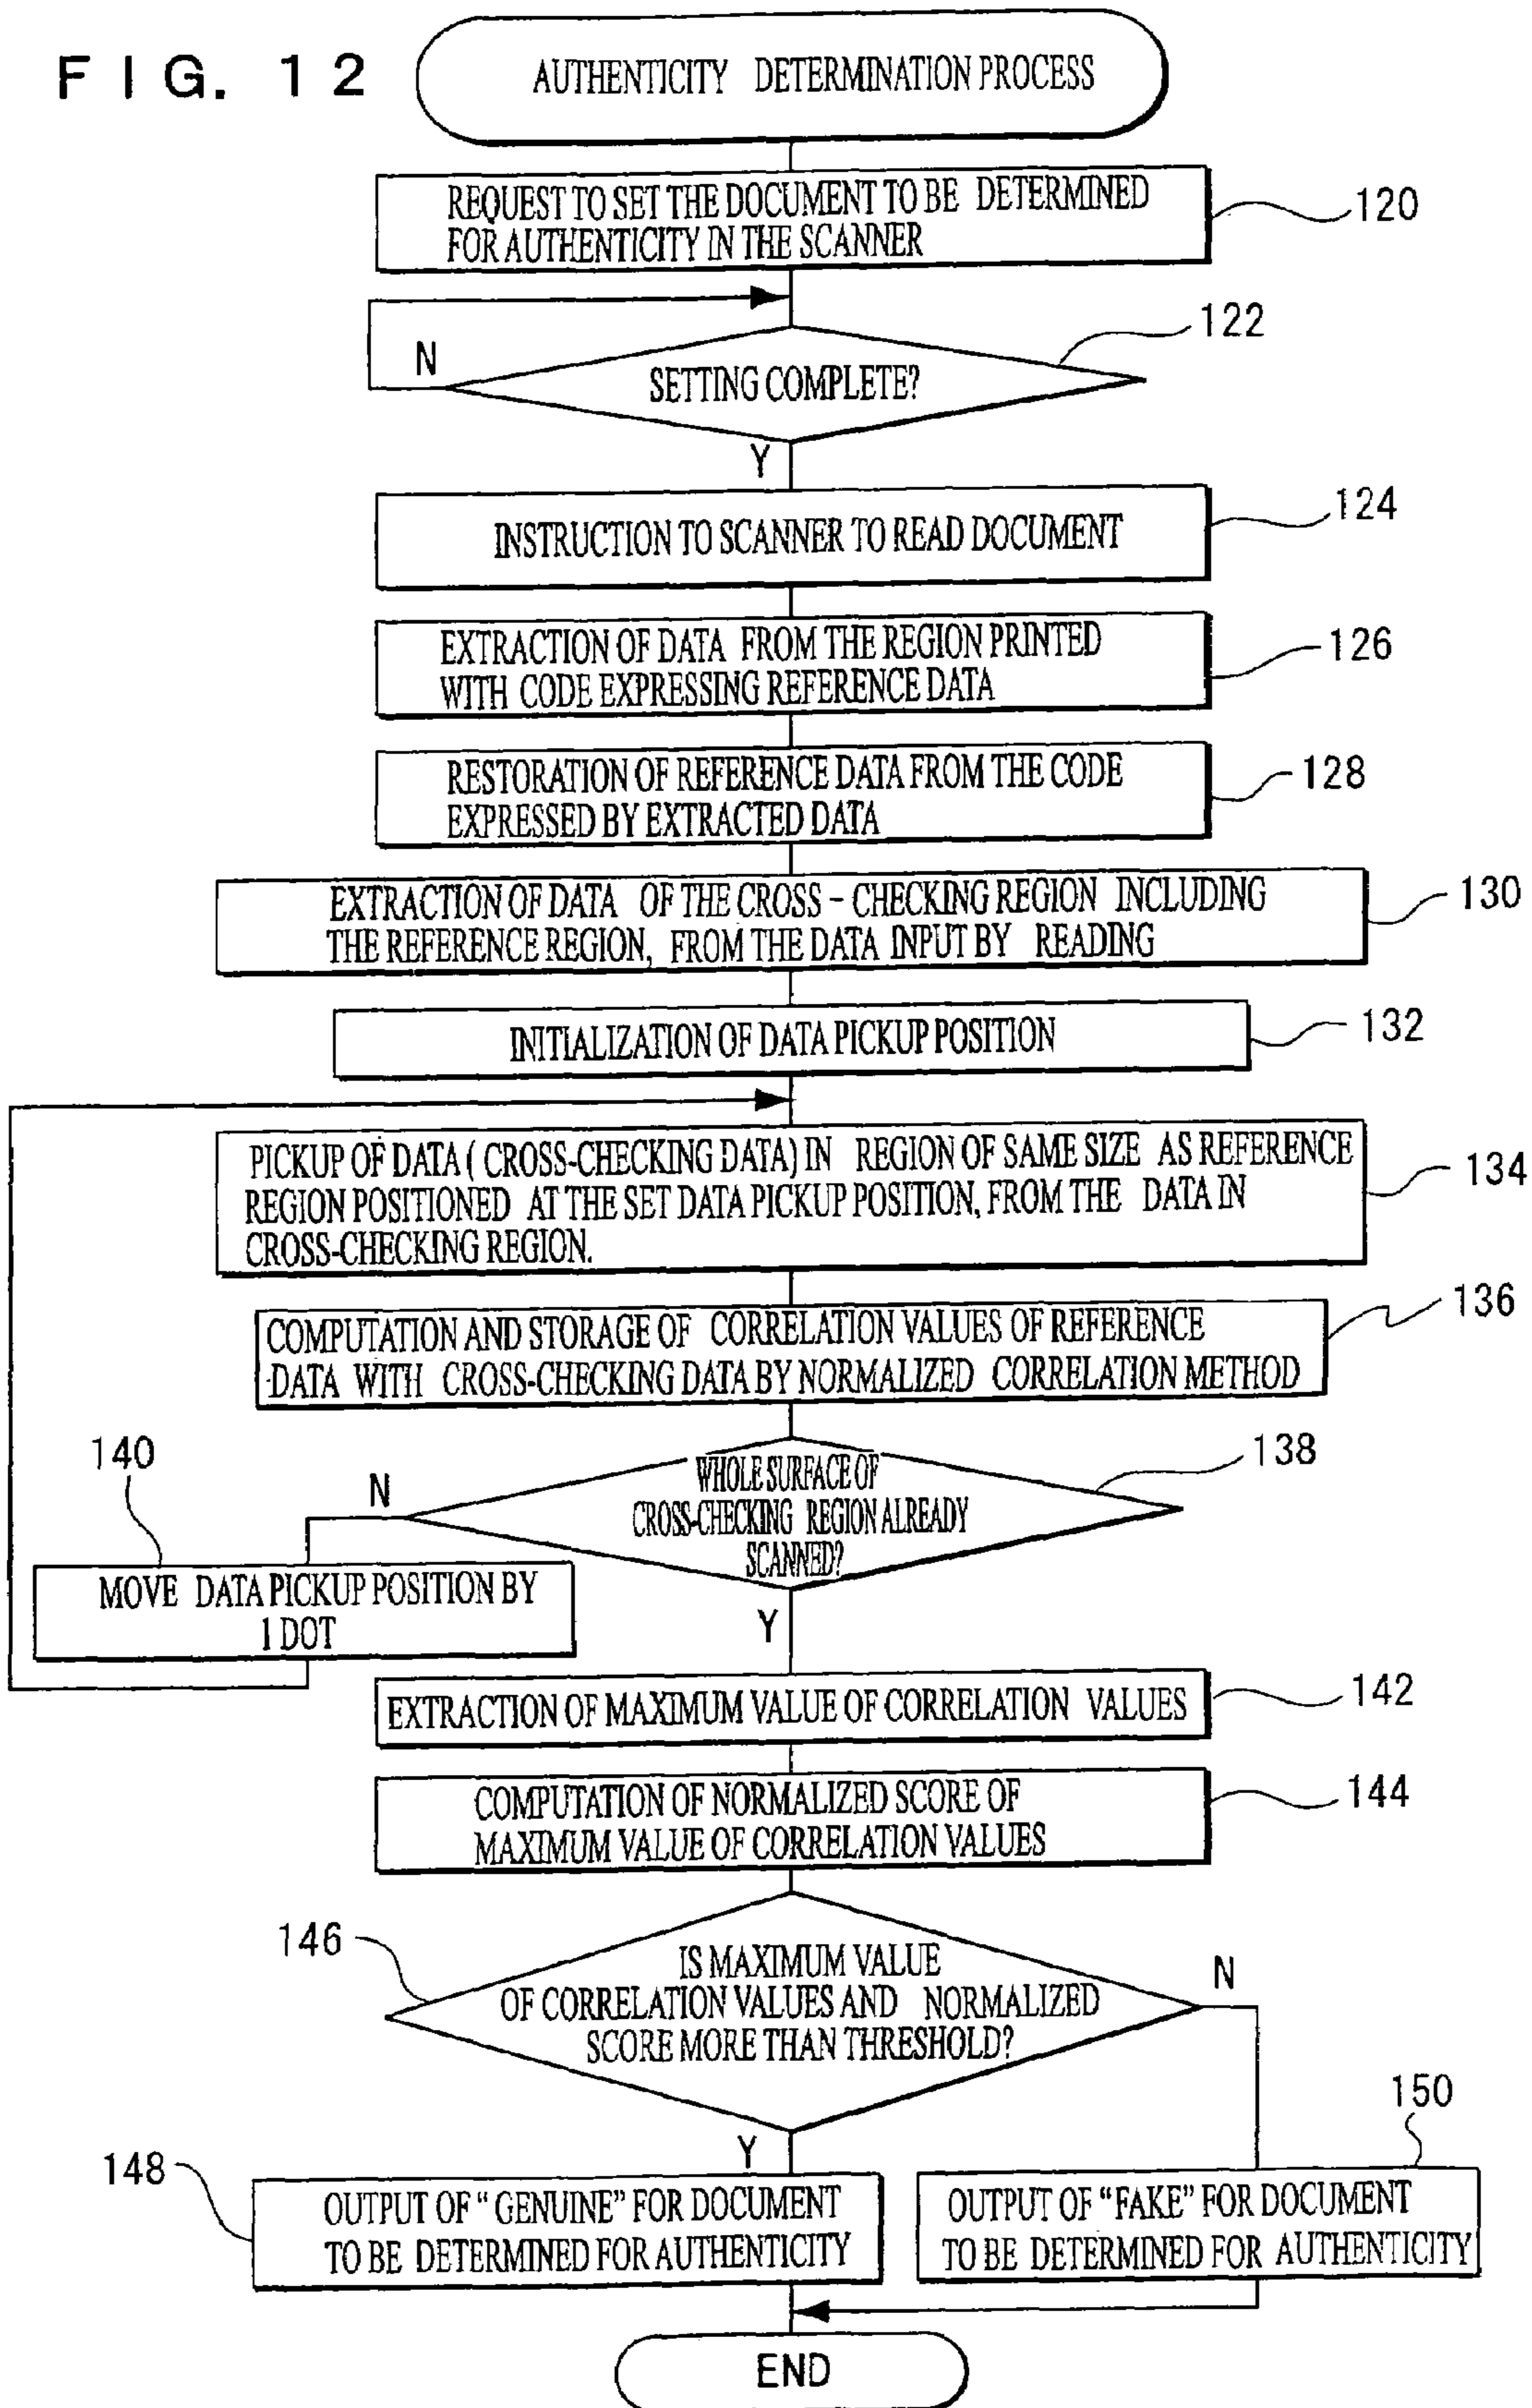 FIG. 12
AUTHENTICITY DETERMINATION PROCESS
REQUEST TO SET THE DOCUMENT TO BE DETERMINED
FOR AUTHENTICITY IN THE SCANNER
120
122
N
SETTING COMPLETE?
Y
124
INSTRUCTION TO SCANNER TO READ DOCUMENT
EXTRACTION OF DATA FROM THE REGION PRINTED
WITH CODE EXPRESSING REFERENCE DATA
126
RESTORATION OF REFERENCE DATA FROM THE CODE
EXPRESSED BY EXTRACTED DATA
128
EXTRACTION OF DATA OF THE CROSS-CHECKING REGION INCLUDING
THE REFERENCE REGION, FROM THE DATA INPUT BY READING
130
INITIALIZATION OF DATA PICKUP POSITION
132
PICKUP OF DATA ( CROSS-CHECKING DATA) IN REGION OF SAME SIZE AS REFERENCE
REGION POSITIONED AT THE SET DATA PICKUP POSITION, FROM THE DATA IN
CROSS-CHECKING REGION.
134
COMPUTATION AND STORAGE OF CORRELATION VALUES OF REFERENCE
DATA WITH CROSS-CHECKING DATA BY NORMALIZED CORRELATION METHOD
136
140
N
WHOLE SURFACE OF
CROSS-CHECKING REGION ALREADY
SCANNED?
138
MOVE DATA PICKUP POSITION BY
1 DOT
Y
EXTRACTION OF MAXIMUM VALUE OF CORRELATION VALUES
142
COMPUTATION OF NORMALIZED SCORE OF
MAXIMUM VALUE OF CORRELATION VALUES
144
146
IS MAXIMUM VALUE
OF CORRELATION VALUES AND NORMALIZED
SCORE MORE THAN THRESHOLD?
N
Y
150
148
OUTPUT OF "GENUINE" FOR DOCUMENT
TO BE DETERMINED FOR AUTHENTICITY
OUTPUT OF "FAKE" FOR DOCUMENT
TO BE DETERMINED FOR AUTHENTICITY
END